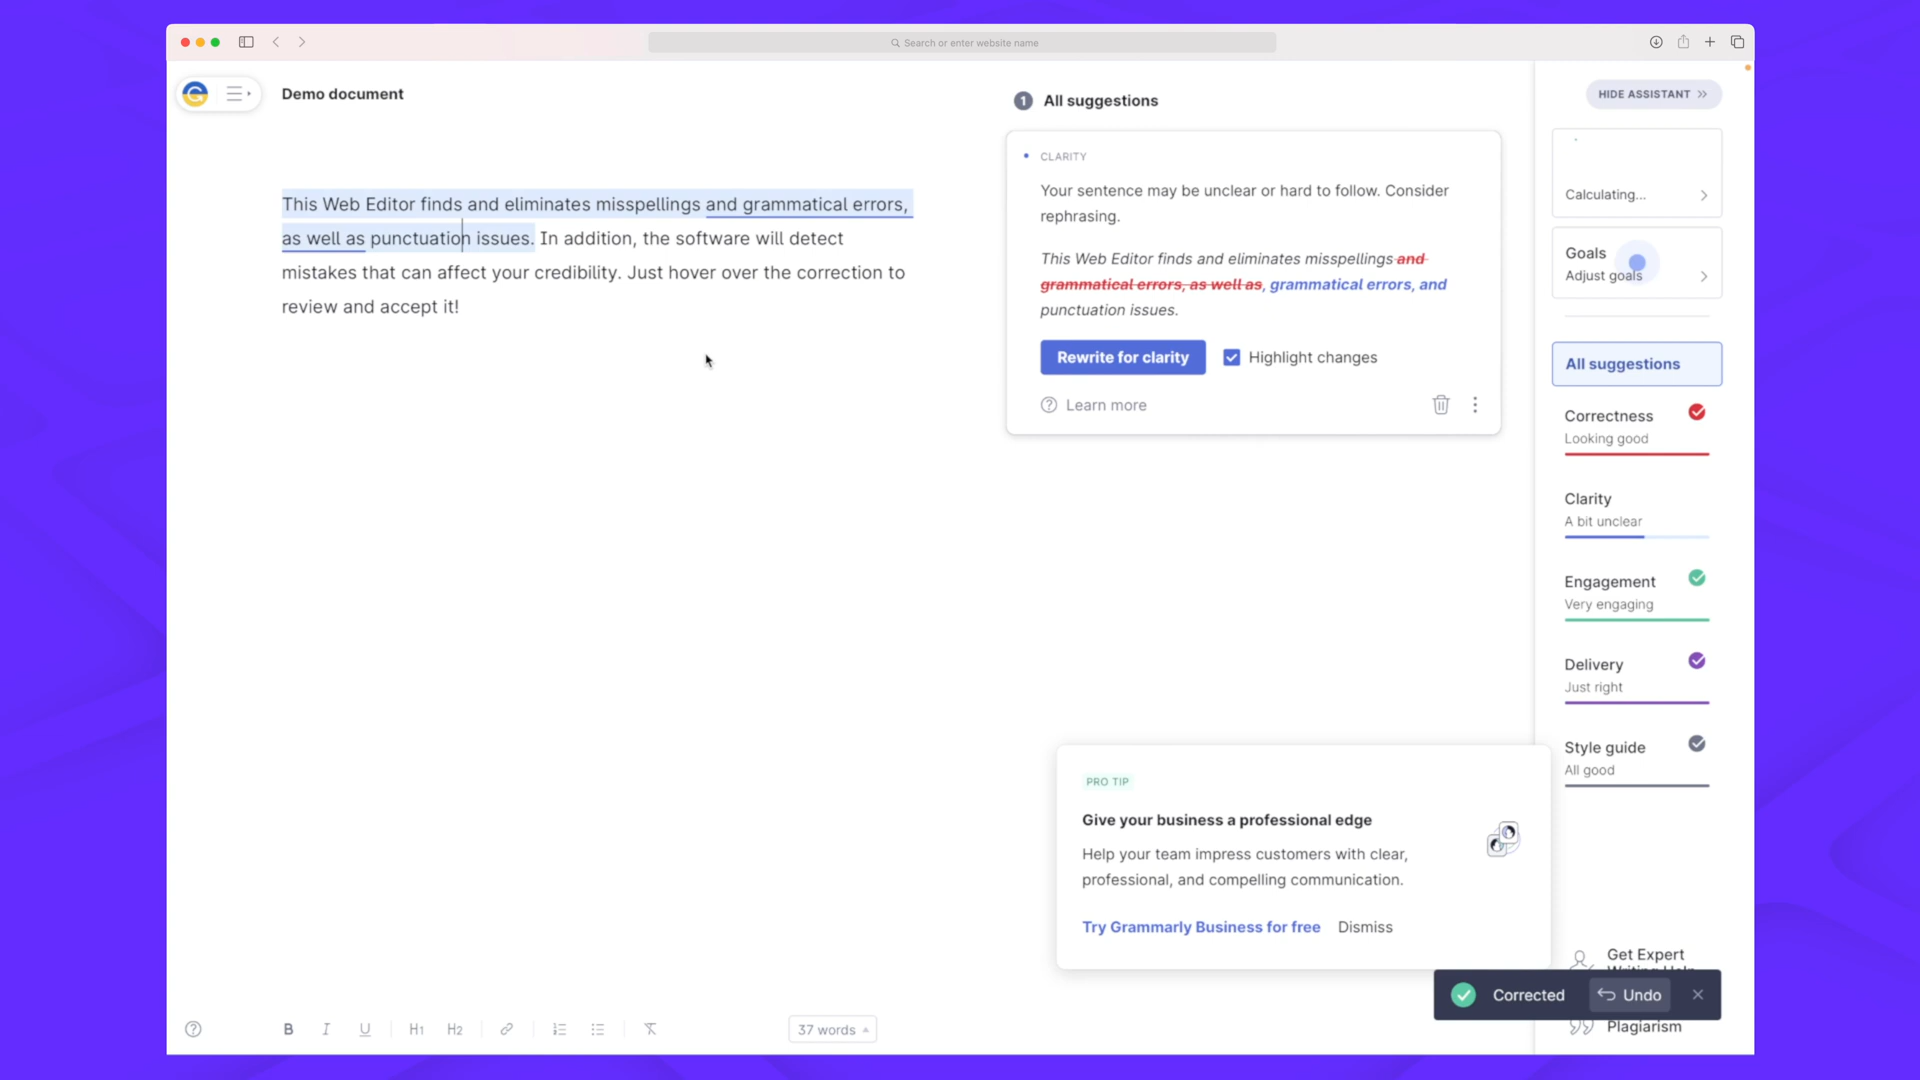 Search or enter website name
Demo document
This Web Editor finds and eliminates misspellings and grammatical errors,
as well as punctuation issues. In addition, the software will detect
mistakes that can affect your credibility. Just hover over the correction to
review and accept it!
1 All suggestions
CLARITY
Your sentence may be unclear or hard to follow. Consider
rephrasing.
This Web Editor finds and eliminates misspellings and
grammatical errors, as well as, grammatical errors, and
punctuation issues.
Rewrite for clarity
Highlight changes
Learn more
PRO TIP
Give your business a professional edge
Help your team impress customers with clear,
professional, and compelling communication.
Try Grammarly Business for free Dismiss
HIDE ASSISTANT
Calculating...
Goals
Adjust goals
All suggestions
Correctness
Looking good
Clarity
A bit unclear
Engagement
Very engaging
Delivery
Just right
Style guide
All good
Get Expert
Writing Help
Corrected Undo
Plagiarism
B I U H1 H2
37 words